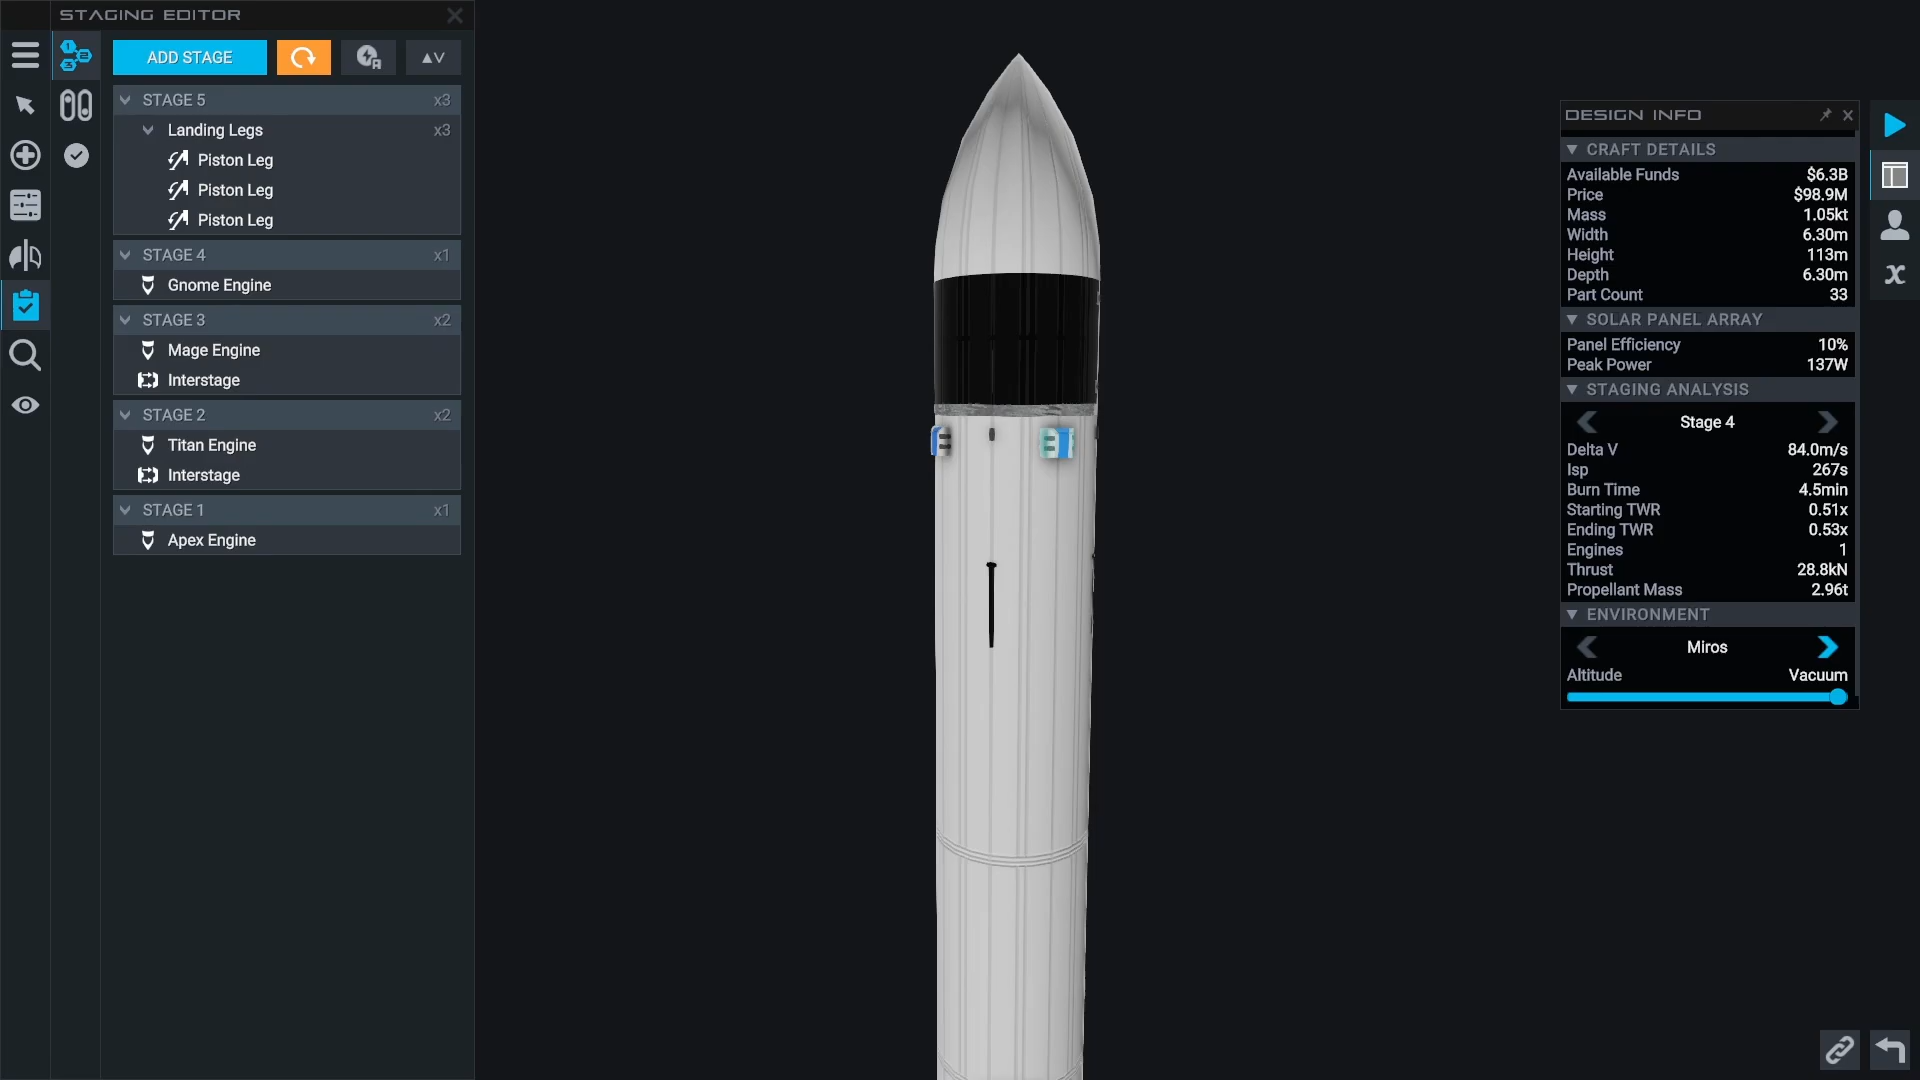 STAGING EDITOR
ADD STAGE
STAGE 5 x3
Landing Legs x3
Piston Leg
Piston Leg
Piston Leg
STAGE 4 x1
Gnome Engine
STAGE 3 x2
Mage Engine
Interstage
STAGE 2 x2
Titan Engine
Interstage
STAGE 1 x1
Apex Engine
DESIGN INFO
CRAFT DETAILS
Available Funds $6.3B
Price $98.9M
Mass 1.05kt
Width 6.30m
Height 113m
Depth 6.30m
Part Count 33
SOLAR PANEL ARRAY
Panel Efficiency 10%
Peak Power 137W
STAGING ANALYSIS
Stage 4
Delta V 84.0m/s
Isp 267s
Burn Time 4.5min
Starting TWR 0.51x
Ending TWR 0.53x
Engines 1
Thrust 28.8kN
Propellant Mass 2.96t
ENVIRONMENT
Miros
Altitude Vacuum